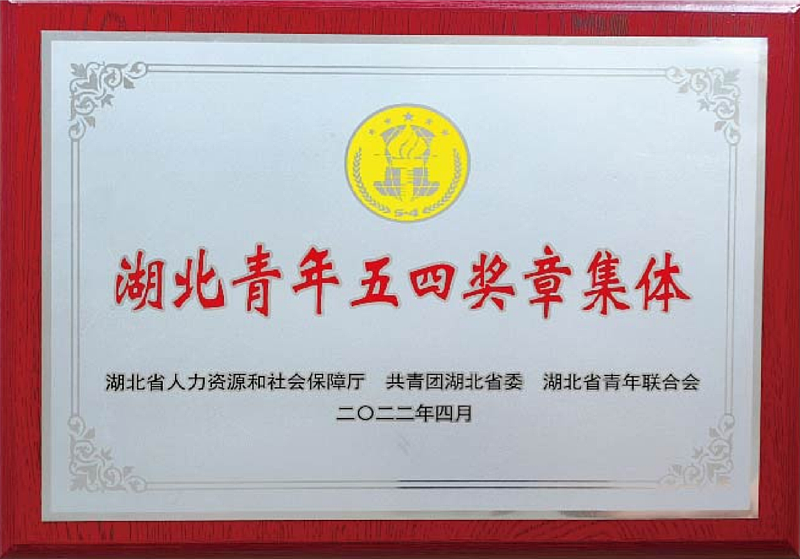 5·4
湖北青年五四奖章集体
湖北省人力资源和社会保障厅 共青团湖北省委 湖北省青年联合会
二〇二二年四月